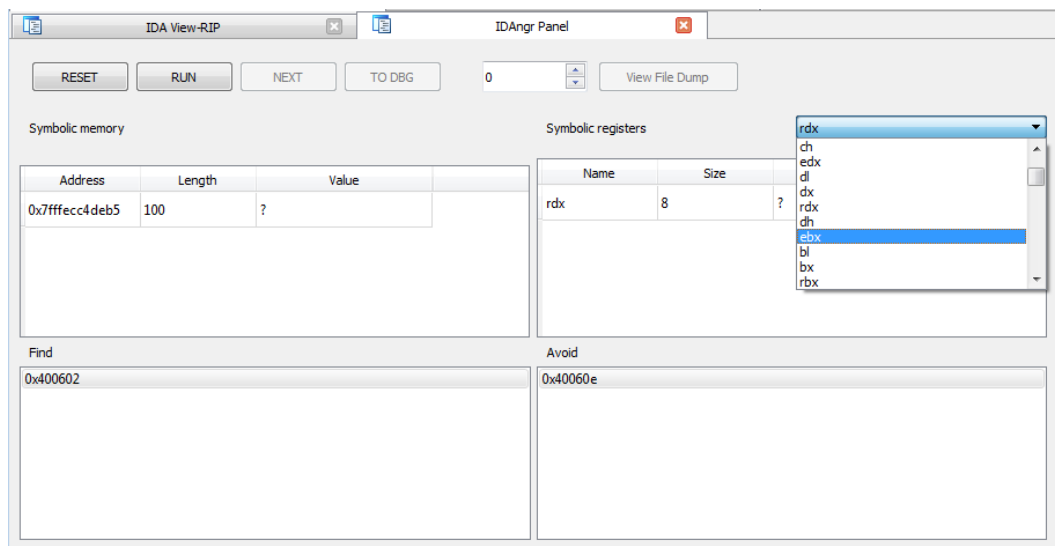 IDA View-RIP
IDAngr Panel
RESET
RUN
NEXT
TO DBG
0
View File Dump
Symbolic memory
Symbolic registers
rdx
Address Length Value
0x7fffecc4deb5 100 ?
Name Size
rdx 8 ?
ch
edx
dl
dx
rdx
dh
ebx
bl
bx
rbx
Find
0x400602
Avoid
0x40060e